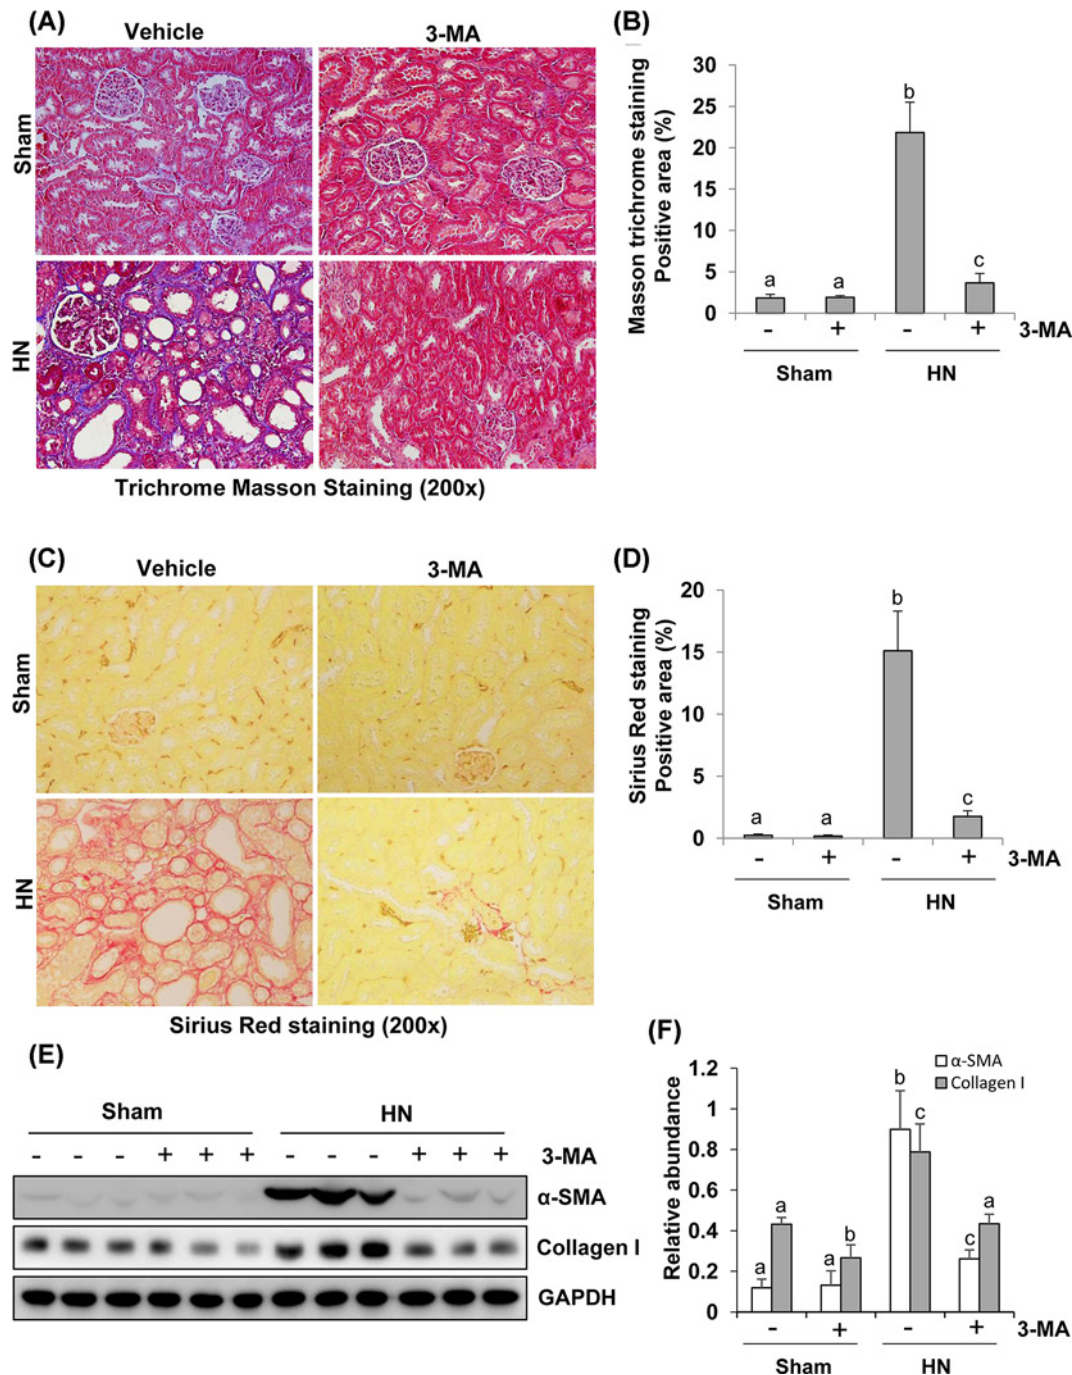 (A)
Vehicle
3-MA
Sham
HN
Trichrome Masson Staining (200x)
(B)
Masson trichrome staining
Positive area (%)
30
25
20
15
10
5
0
a
a
b
c
- + - + 3-MA
Sham
HN
(C)
Vehicle
3-MA
Sham
HN
Sirius Red staining (200x)
(D)
Sirius Red staining
Positive area (%)
20
15
10
5
0
a
a
b
c
- + - + 3-MA
Sham
HN
(E)
Sham
HN
- - - + + + - - - + + + 3-MA
α-SMA
Collagen I
GAPDH
(F)
α-SMA
Collagen I
Relative abundance
1.2
1
0.8
0.6
0.4
0.2
0
a
a
a
b
b
c
c
a
- + - + 3-MA
Sham
HN